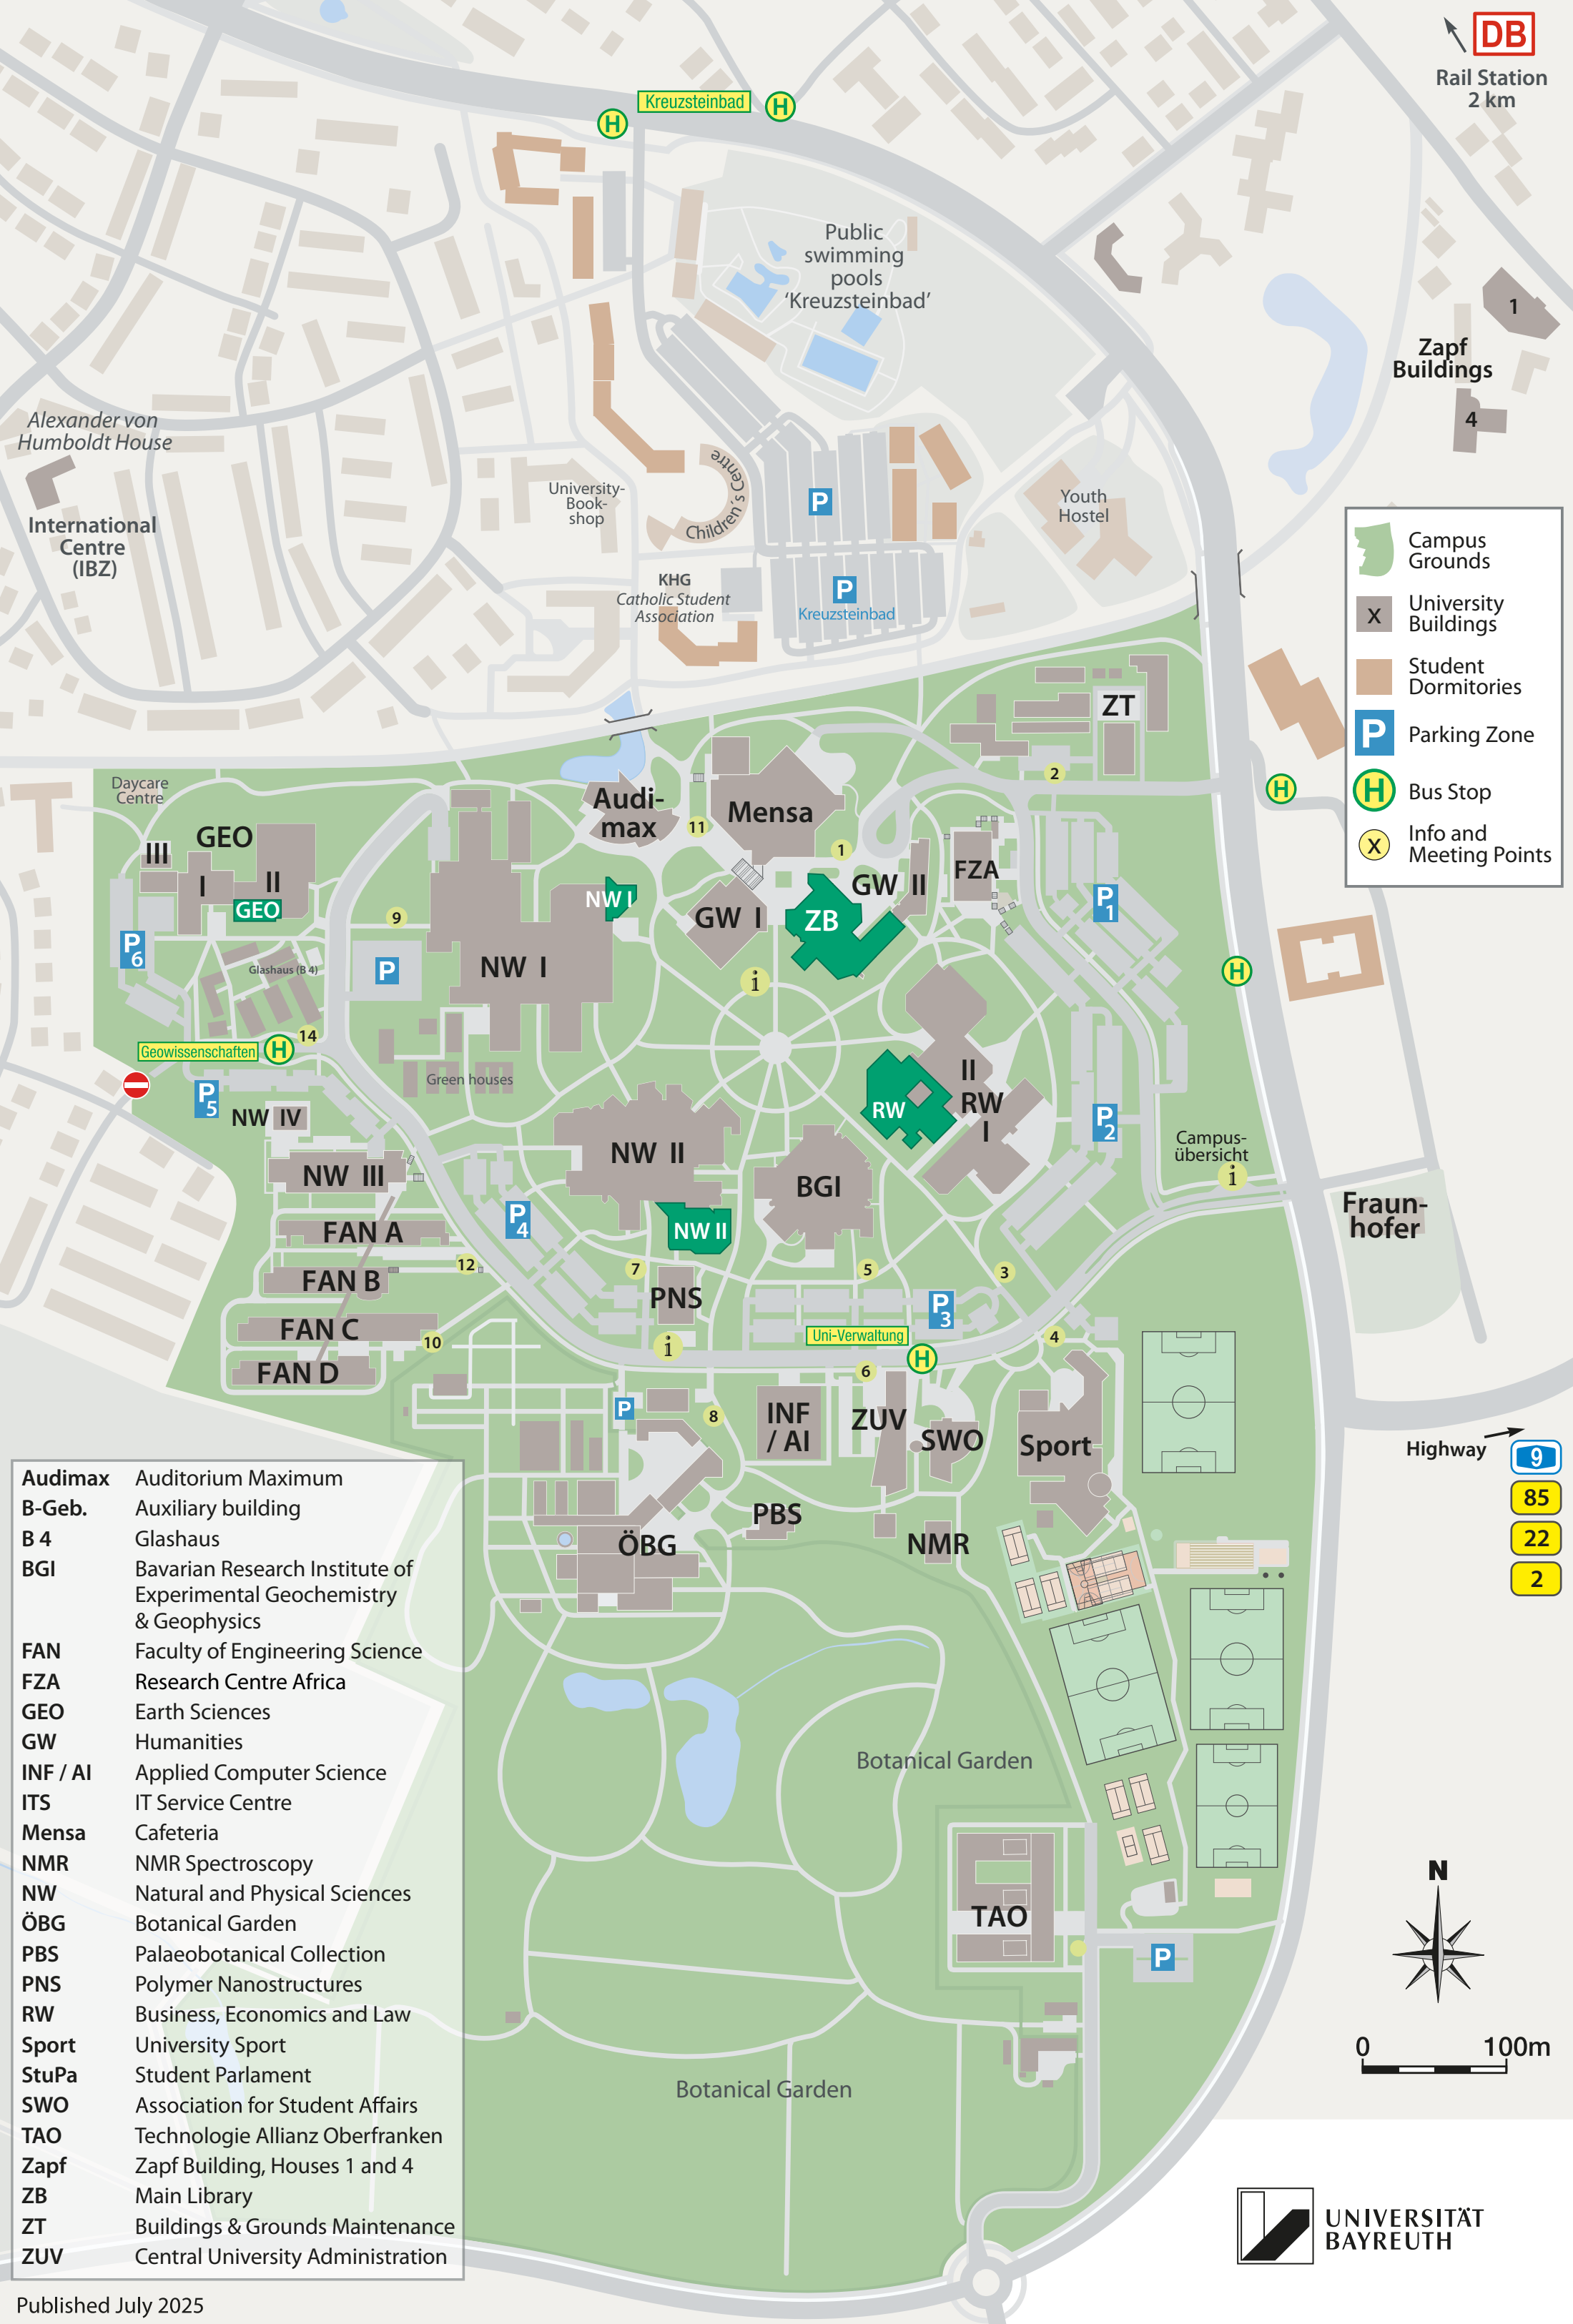 DB
Rail Station
2 km
H
Kreuzsteinbad
H
Public
swimming
pools
‘Kreuzsteinbad’
1
Zapf
Buildings
4
Alexander von
Humboldt House
International
Centre
(IBZ)
University-
Book-
shop
Children´s Centre
P
Youth
Hostel
KHG
Catholic Student
Association
P
Kreuzsteinbad
Campus
Grounds
X
University
Buildings
Student
Dormitories
P
Parking Zone
H
Bus Stop
X
Info and
Meeting Points
ZT
2
H
Daycare
Centre
Audi-
max
Mensa
11
1
GEO
III
I
II
GEO
NW I
GW I
ZB
GW II
FZA
P
1
9
P
6
Glashaus (B 4)
P
NW I
i
H
14
Geowissenschaften
H
Green houses
P
5
NW IV
II
RW
RW
I
P
2
Campus-
übersicht
i
NW III
NW II
BGI
Fraun-
hofer
P
4
NW II
FAN A
12
FAN B
7
5
3
PNS
P
3
FAN C
10
i
Uni-Verwaltung
H
4
6
FAN D
P
8
INF
/ AI
ZUV
SWO
Sport
Highway
9
85
22
2
PBS
ÖBG
NMR
Audimax Auditorium Maximum
B-Geb. Auxiliary building
B 4 Glashaus
BGI Bavarian Research Institute of
Experimental Geochemistry
& Geophysics
FAN Faculty of Engineering Science
FZA Research Centre Africa
GEO Earth Sciences
GW Humanities
INF / AI Applied Computer Science
ITS IT Service Centre
Mensa Cafeteria
NMR NMR Spectroscopy
NW Natural and Physical Sciences
ÖBG Botanical Garden
PBS Palaeobotanical Collection
PNS Polymer Nanostructures
RW Business, Economics and Law
Sport University Sport
StuPa Student Parlament
SWO Association for Student Affairs
TAO Technologie Allianz Oberfranken
Zapf Zapf Building, Houses 1 and 4
ZB Main Library
ZT Buildings & Grounds Maintenance
ZUV Central University Administration
Botanical Garden
TAO
P
Botanical Garden
N
0 100m
UNIVERSITÄT
BAYREUTH
Published July 2025